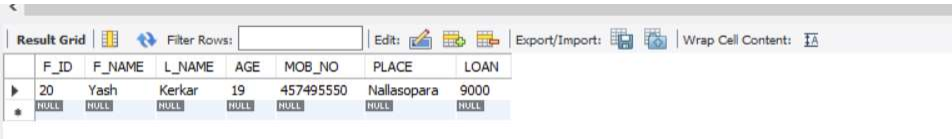 Result Grid Filter Rows: Edit: Export/Import: Wrap Cell Content: IA
F_ID F_NAME L_NAME AGE MOB_NO PLACE LOAN
20 Yash Kerkar 19 457495550 Nallasopara 9000
NULL NULL NULL NULL NULL NULL NULL